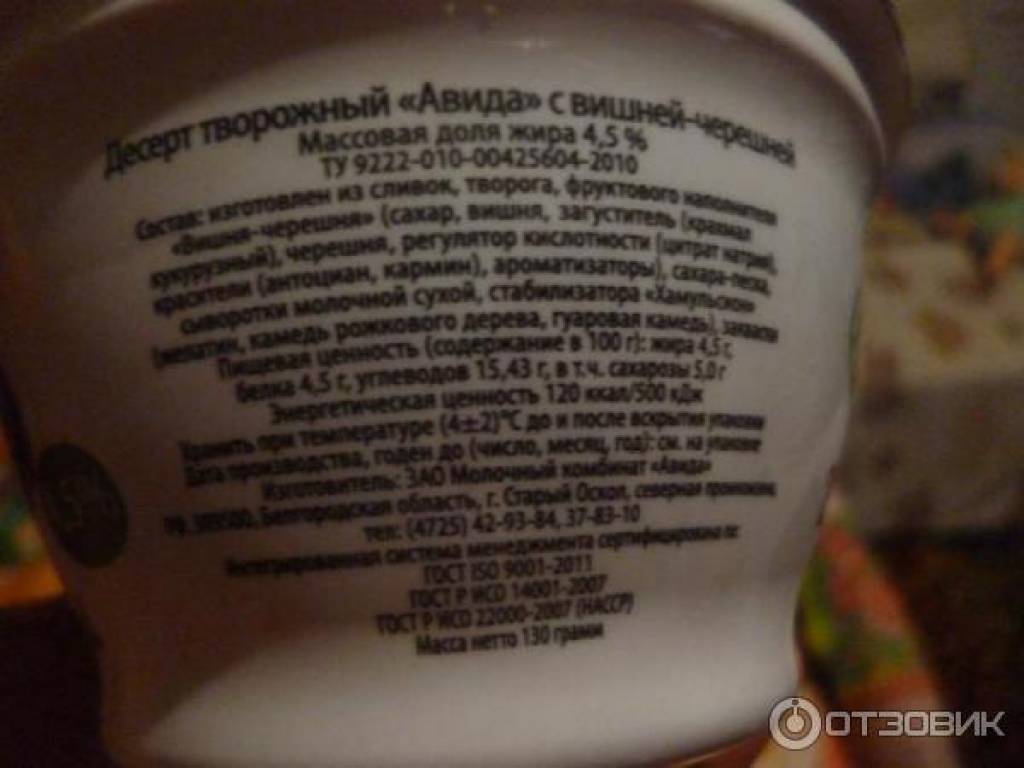 Десерт творожный «Авида» с вишней-черешней
Массовая доля жира 4,5 %
ТУ 9222-010-00425604-2010
Состав: изготовлен из сливок, творога, фруктового наполнителя
«Вишня-черешня» (сахар, вишня, загуститель (крахмал
кукурузный), черешня, регулятор кислотности (цитрат натрия),
красители (антоциан, кармин), ароматизаторы), сахара-песка,
сыворотки молочной сухой, стабилизатора «Хамульсион»
(желатин, камедь рожкового дерева, гуаровая камедь), закваски
Пищевая ценность (содержание в 100 г): жира 4,5 г,
белка 4,5 г, углеводов 15,43 г, в т.ч. сахарозы 5,0 г
Энергетическая ценность 120 ккал/500 кДж
Хранить при температуре (4±2)°С до и после вскрытия упаковки
Дата производства, годен до (число, месяц, год): см. на упаковке
Изготовитель: ЗАО Молочный комбинат «Авида»
РФ, 309500, Белгородская область, г. Старый Оскол, северная промзона,
тел: (4725) 42-93-84, 37-83-10
Интегрированная система менеджмента сертифицирована по:
ГОСТ ISO 9001-2011
ГОСТ Р ИСО 14001-2007
ГОСТ Р ИСО 22000-2007 (НАССР)
Масса нетто 130 грамм
ОТЗОВИК